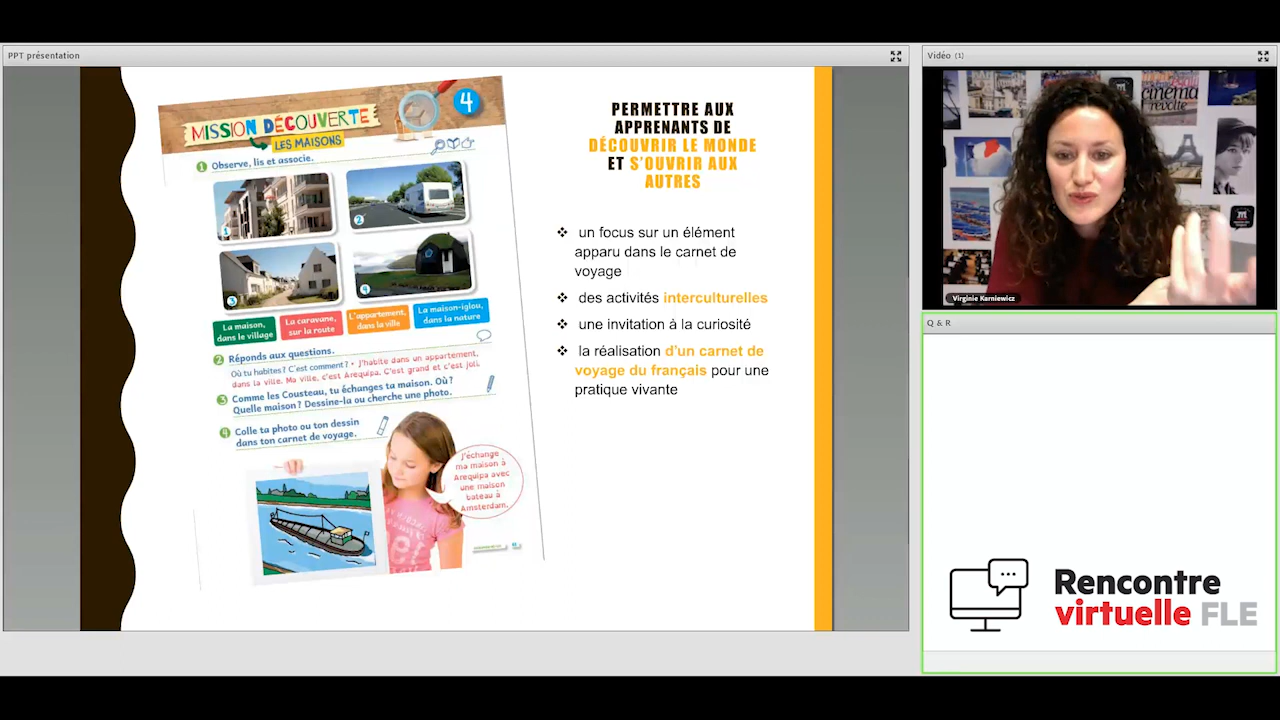 PPT présentation
MISSION DÉCOUVERTE
LES MAISONS
4
1 Observe, lis et associe.
1
2
3
4
La maison,
dans le village
La caravane,
sur la route
L'appartement,
dans la ville
La maison-iglou,
dans la nature
2 Réponds aux questions.
Où tu habites ? C'est comment ? • J'habite dans un appartement,
dans la ville. Ma ville, c'est Arequipa. C'est grand et c'est joli.
3 Comme les Cousteau, tu échanges ta maison. Où ?
Quelle maison ? Dessine-la ou cherche une photo.
4 Colle ta photo ou ton dessin
dans ton carnet de voyage.
J'échange
ma maison à
Arequipa avec
une maison
bateau à
Amsterdam.
PERMETTRE AUX
APPRENANTS DE
DÉCOUVRIR LE MONDE
ET S'OUVRIR AUX
AUTRES
❖ un focus sur un élément
apparu dans le carnet de
voyage
❖ des activités interculturelles
❖ une invitation à la curiosité
❖ la réalisation d'un carnet de
voyage du français pour une
pratique vivante
Vidéo (1)
cinéma
révolte
Virginie Karniewicz
Q & R
Rencontre
virtuelle FLE